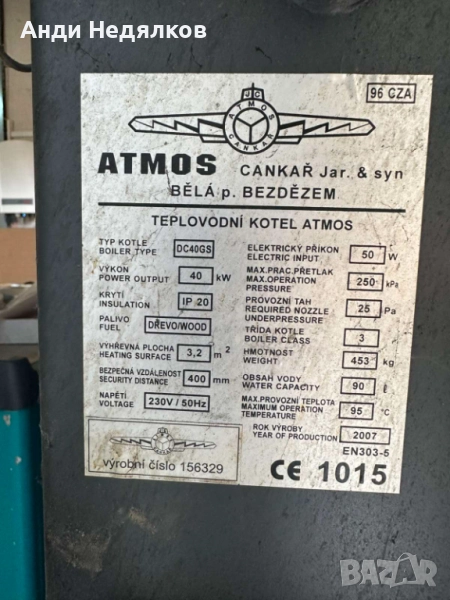 Анди Недялков
96 CZA
JC
ATMOS
CANKAŘ
ATMOS CANKAŘ Jar. & syn
BĚLÁ p. BEZDĚZEM
TEPLOVODNÍ KOTEL ATMOS
TYP KOTLE
BOILER TYPE DC40GS
VÝKON
POWER OUTPUT 40 kW
KRYTÍ
INSULATION IP 20
PALIVO
FUEL DŘEVO/WOOD
VYHŘEVNÁ PLOCHA
HEATING SURFACE 3,2 m²
BEZPEČNÁ VZDÁLENOST
SECURITY DISTANCE 400 mm
NAPĚTÍ
VOLTAGE 230V / 50Hz
ELEKTRICKÝ PŘÍKON
ELECTRIC INPUT 50 W
MAX.PRAC.PŘETLAK
MAX.OPERATION
PRESSURE 250 kPa
PROVOZNÍ TAH
REQUIRED NOZZLE
UNDERPRESSURE 25 Pa
TŘÍDA KOTLE
BOILER CLASS 3
HMOTNOST
WEIGHT 453 kg
OBSAH VODY
WATER CAPACITY 90 ℓ
MAX.PROVOZNÍ TEPLOTA
MAXIMUM OPERATION
TEMPERATURE 95 °C
ROK VÝROBY
YEAR OF PRODUCTION 2007
EN303-5
výrobní číslo 156329
CE 1015
BAZAR